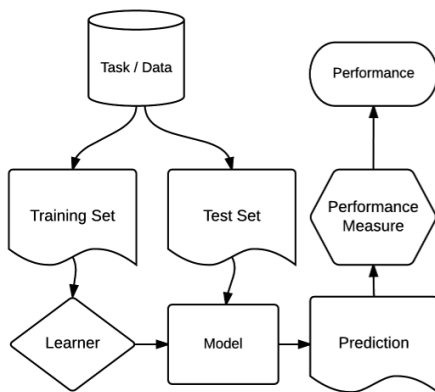 Task / Data
Performance
Training Set
Test Set
Performance
Measure
Learner
Model
Prediction